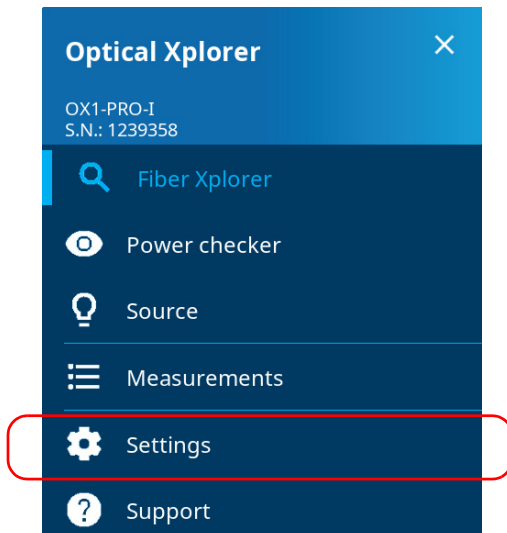 Optical Xplorer
OX1-PRO-I
S.N.: 1239358
Fiber Xplorer
Power checker
Source
Measurements
Settings
Support